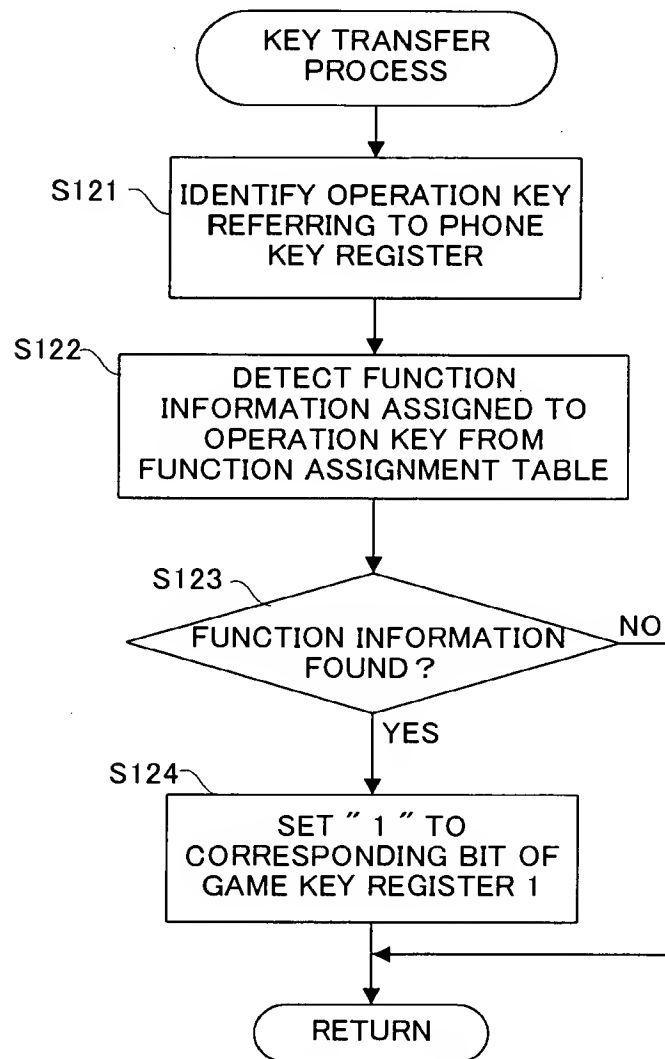 KEY TRANSFER
PROCESS
S121
IDENTIFY OPERATION KEY
REFERRING TO PHONE
KEY REGISTER
S122
DETECT FUNCTION
INFORMATION ASSIGNED TO
OPERATION KEY FROM
FUNCTION ASSIGNMENT TABLE
S123
FUNCTION INFORMATION
FOUND?
NO
YES
S124
SET " 1 " TO
CORRESPONDING BIT OF
GAME KEY REGISTER 1
RETURN